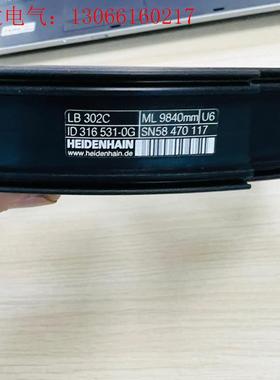 电气：13066160217
LB 302C ML 9840mm U6
ID 316 531-0G SN58 470 117
HEIDENHAIN
www.heidenhain.de